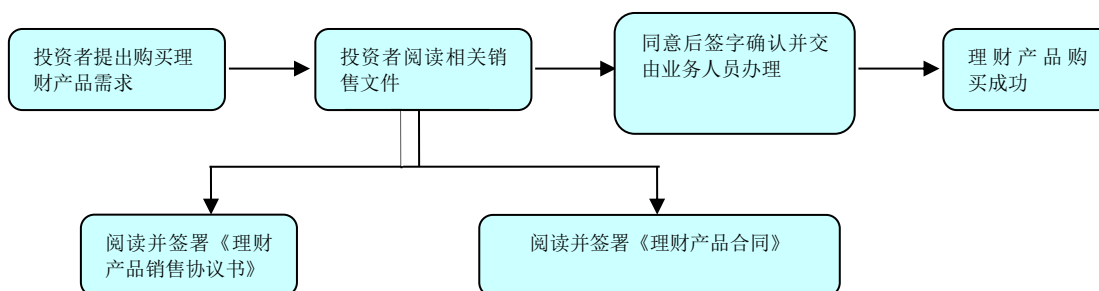 投资者提出购买理
财产品需求
投资者阅读相关销
售文件
同意后签字确认并交
由业务人员办理
理财产品购
买成功
阅读并签署《理财
产品销售协议书》
阅读并签署《理财产品合同》